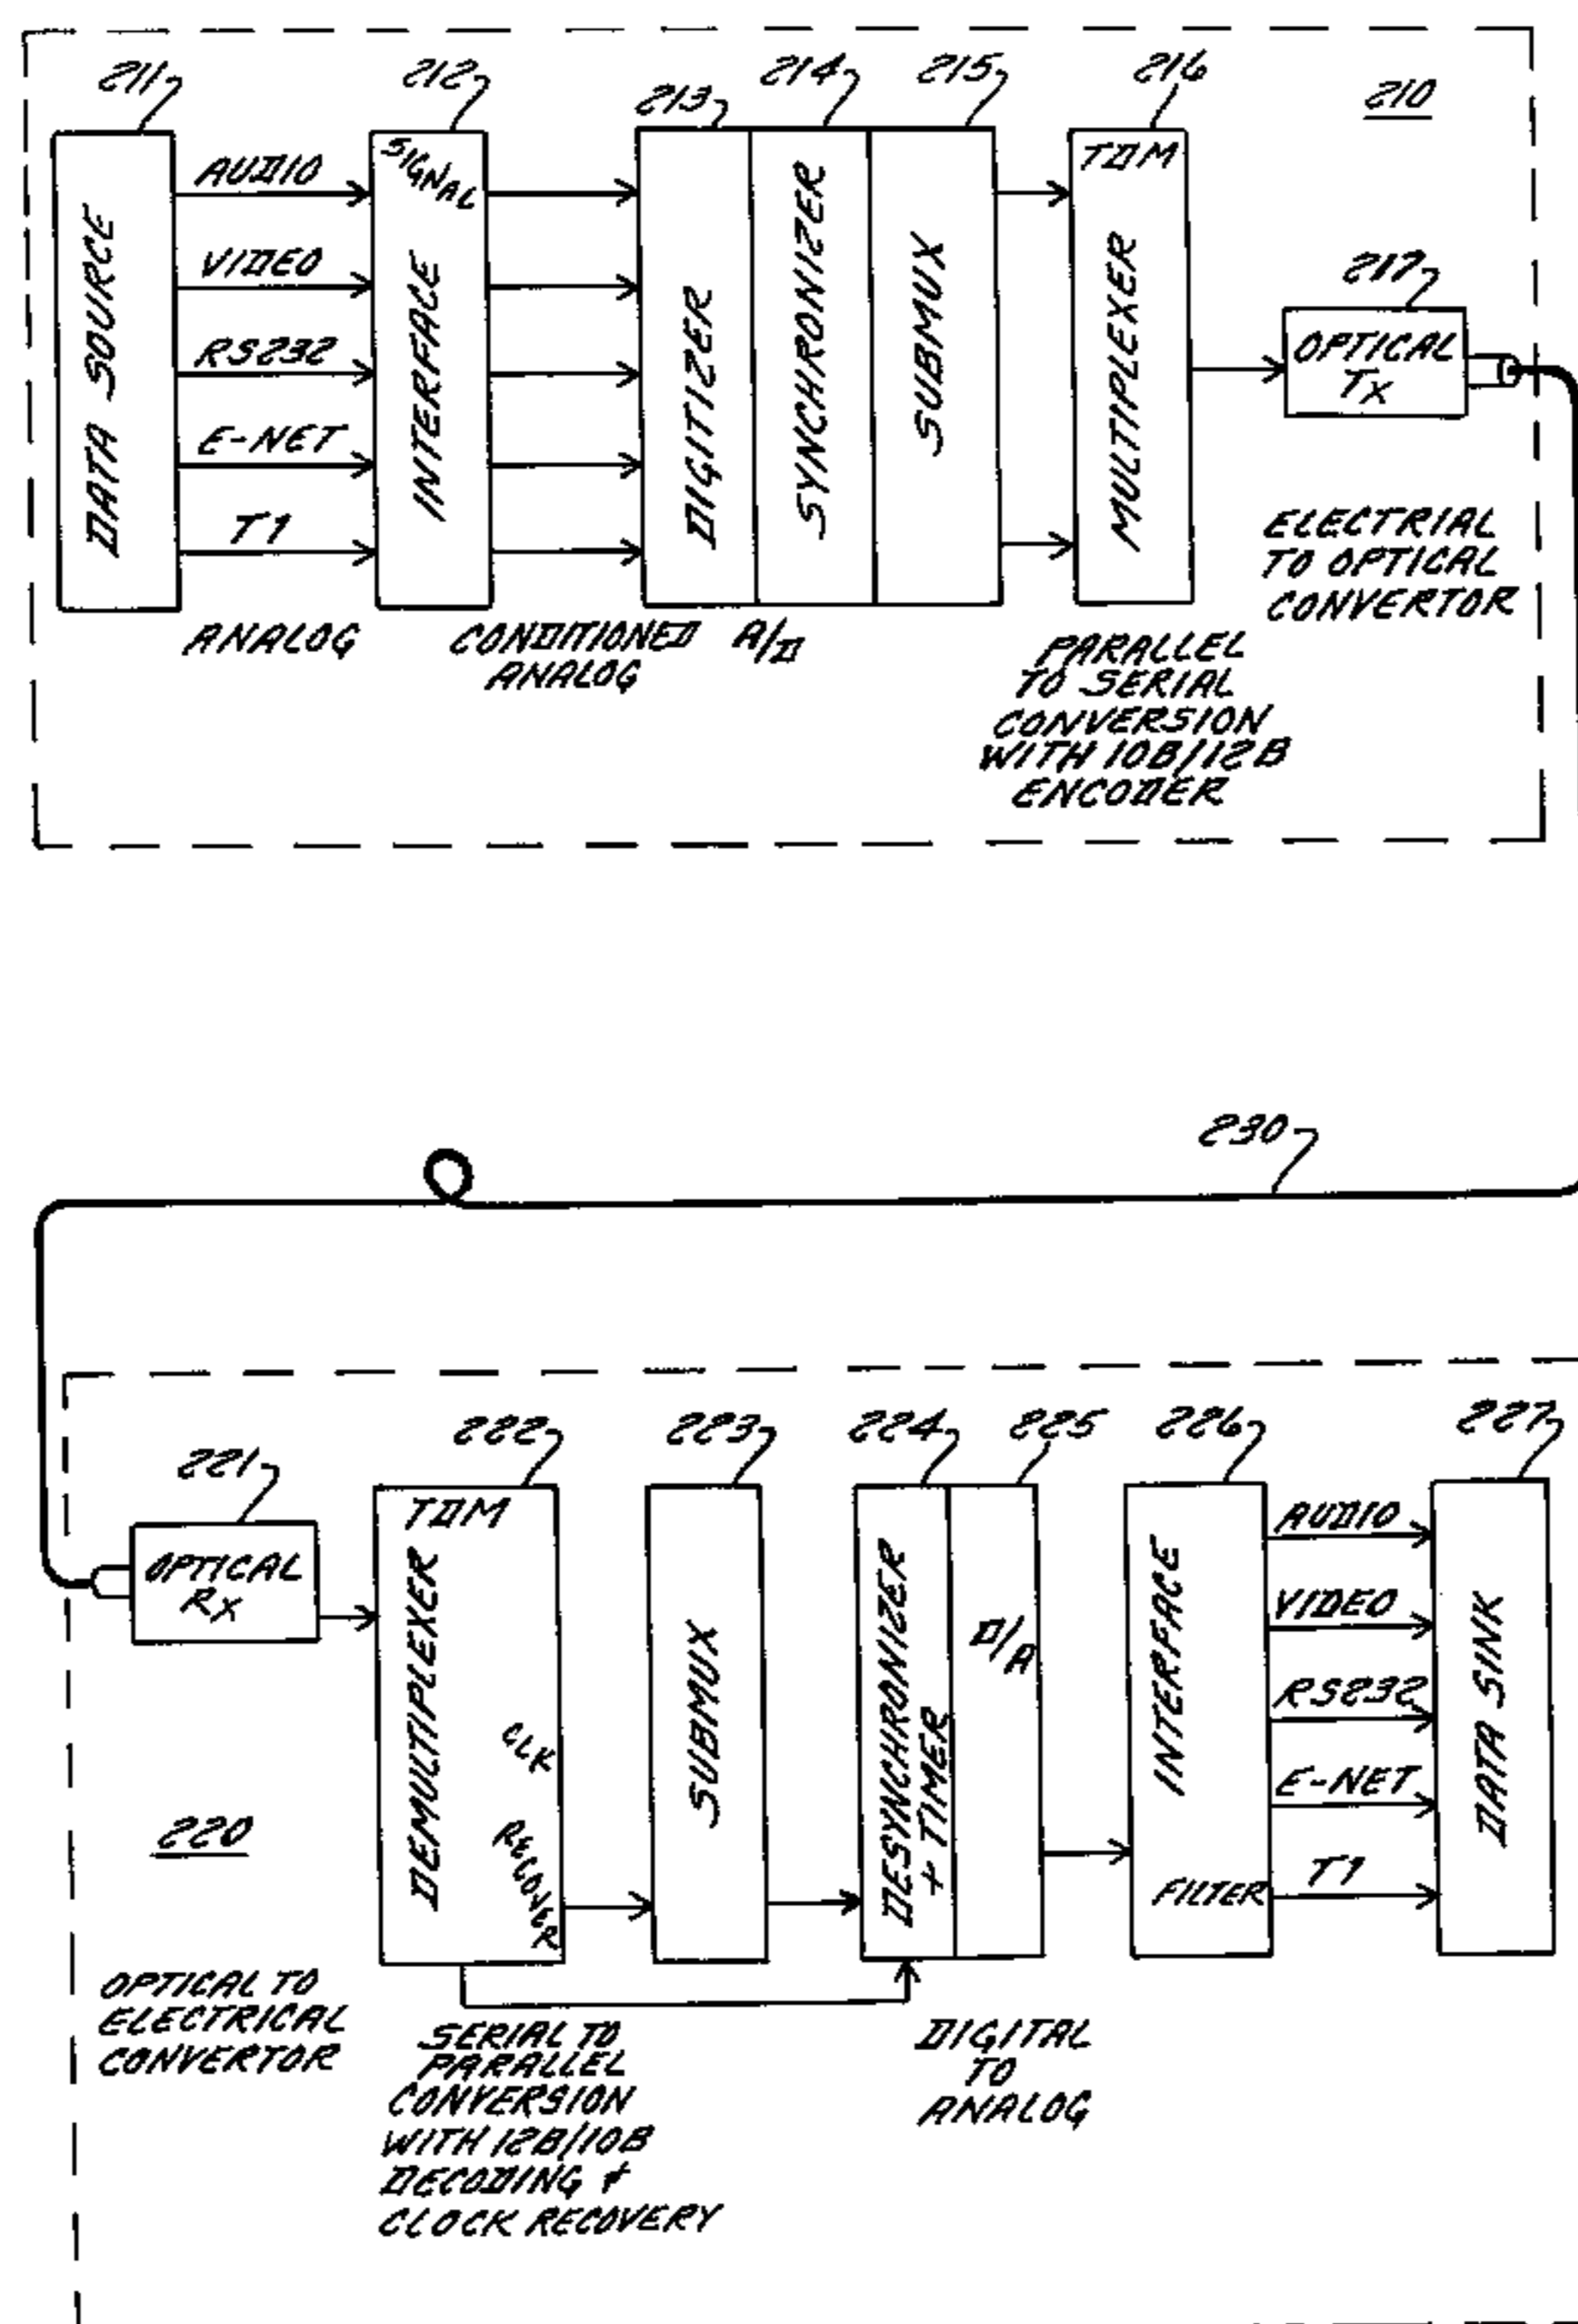 211
212
213
214
215
216
210
DATA SOURCE
AUDIO
VIDEO
RS232
E-NET
T1
SIGNAL
INTERFACE
DIGITIZER
SYNCHRONIZER
SUBMUX
TDM
MULTIPLEXER
217
OPTICAL
TX
ANALOG
CONDITIONED
ANALOG
A/D
PARALLEL
TO SERIAL
CONVERSION
WITH 10B/12B
ENCODER
ELECTRIAL
TO OPTICAL
CONVERTOR
230
221
222
223
224
225
226
227
OPTICAL
RX
TDM
DEMULTIPLEXER
CLK
RECOVER
SUBMUX
DESYNCHRONIZER
+ TIMER
D/A
INTERFACE
FILTER
AUDIO
VIDEO
RS232
E-NET
T1
DATA SINK
220
OPTICAL TO
ELECTRICAL
CONVERTOR
SERIAL TO
PARALLEL
CONVERSION
WITH 12B/10B
DECODING &
CLOCK RECOVERY
DIGITAL
TO
ANALOG